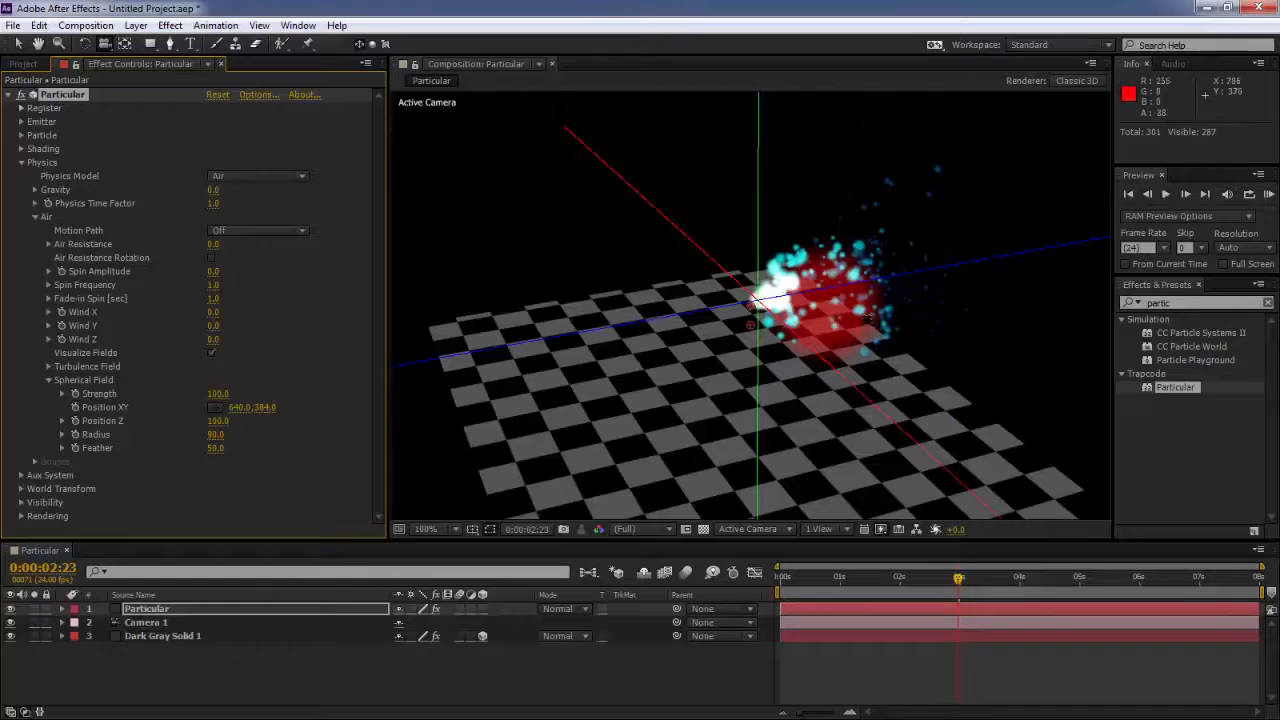 Adobe After Effects - Untitled Project.aep *
File Edit Composition Layer Effect Animation View Window Help
Workspace: Standard Search Help
Project Effect Controls: Particular
Particular • Particular
fx Particular Reset Options... About...
Register
Emitter
Particle
Shading
Physics
Physics Model Air
Gravity 0.0
Physics Time Factor 1.0
Air
Motion Path Off
Air Resistance 0.0
Air Resistance Rotation
Spin Amplitude 0.0
Spin Frequency 1.0
Fade-in Spin [sec] 1.0
Wind X 0.0
Wind Y 0.0
Wind Z 0.0
Visualize Fields
Turbulence Field
Spherical Field
Strength 100.0
Position XY 640.0,384.0
Position Z 100.0
Radius 90.0
Feather 50.0
Bounce
Aux System
World Transform
Visibility
Rendering
Composition: Particular
Particular Renderer: Classic 3D
Active Camera
100% 0:00:02:23 (Full) Active Camera 1 View +0.0
Info Audio
R : 255 X : 786
G : 0 Y : 370
B : 0
A : 88
Total: 301 Visible: 287
Preview
RAM Preview Options
Frame Rate Skip Resolution
(24) 0 Auto
From Current Time Full Screen
Effects & Presets
partic
Simulation
CC Particle Systems II
CC Particle World
Particle Playground
Trapcode
Particular
Particular
0:00:02:23
00071 (24.00 fps)
:00s 01s 02s 04s 05s 06s 07s 08s
# Source Name fx Mode T TrkMat Parent
1 Particular fx Normal None
2 Camera 1 None
3 Dark Gray Solid 1 fx Normal None